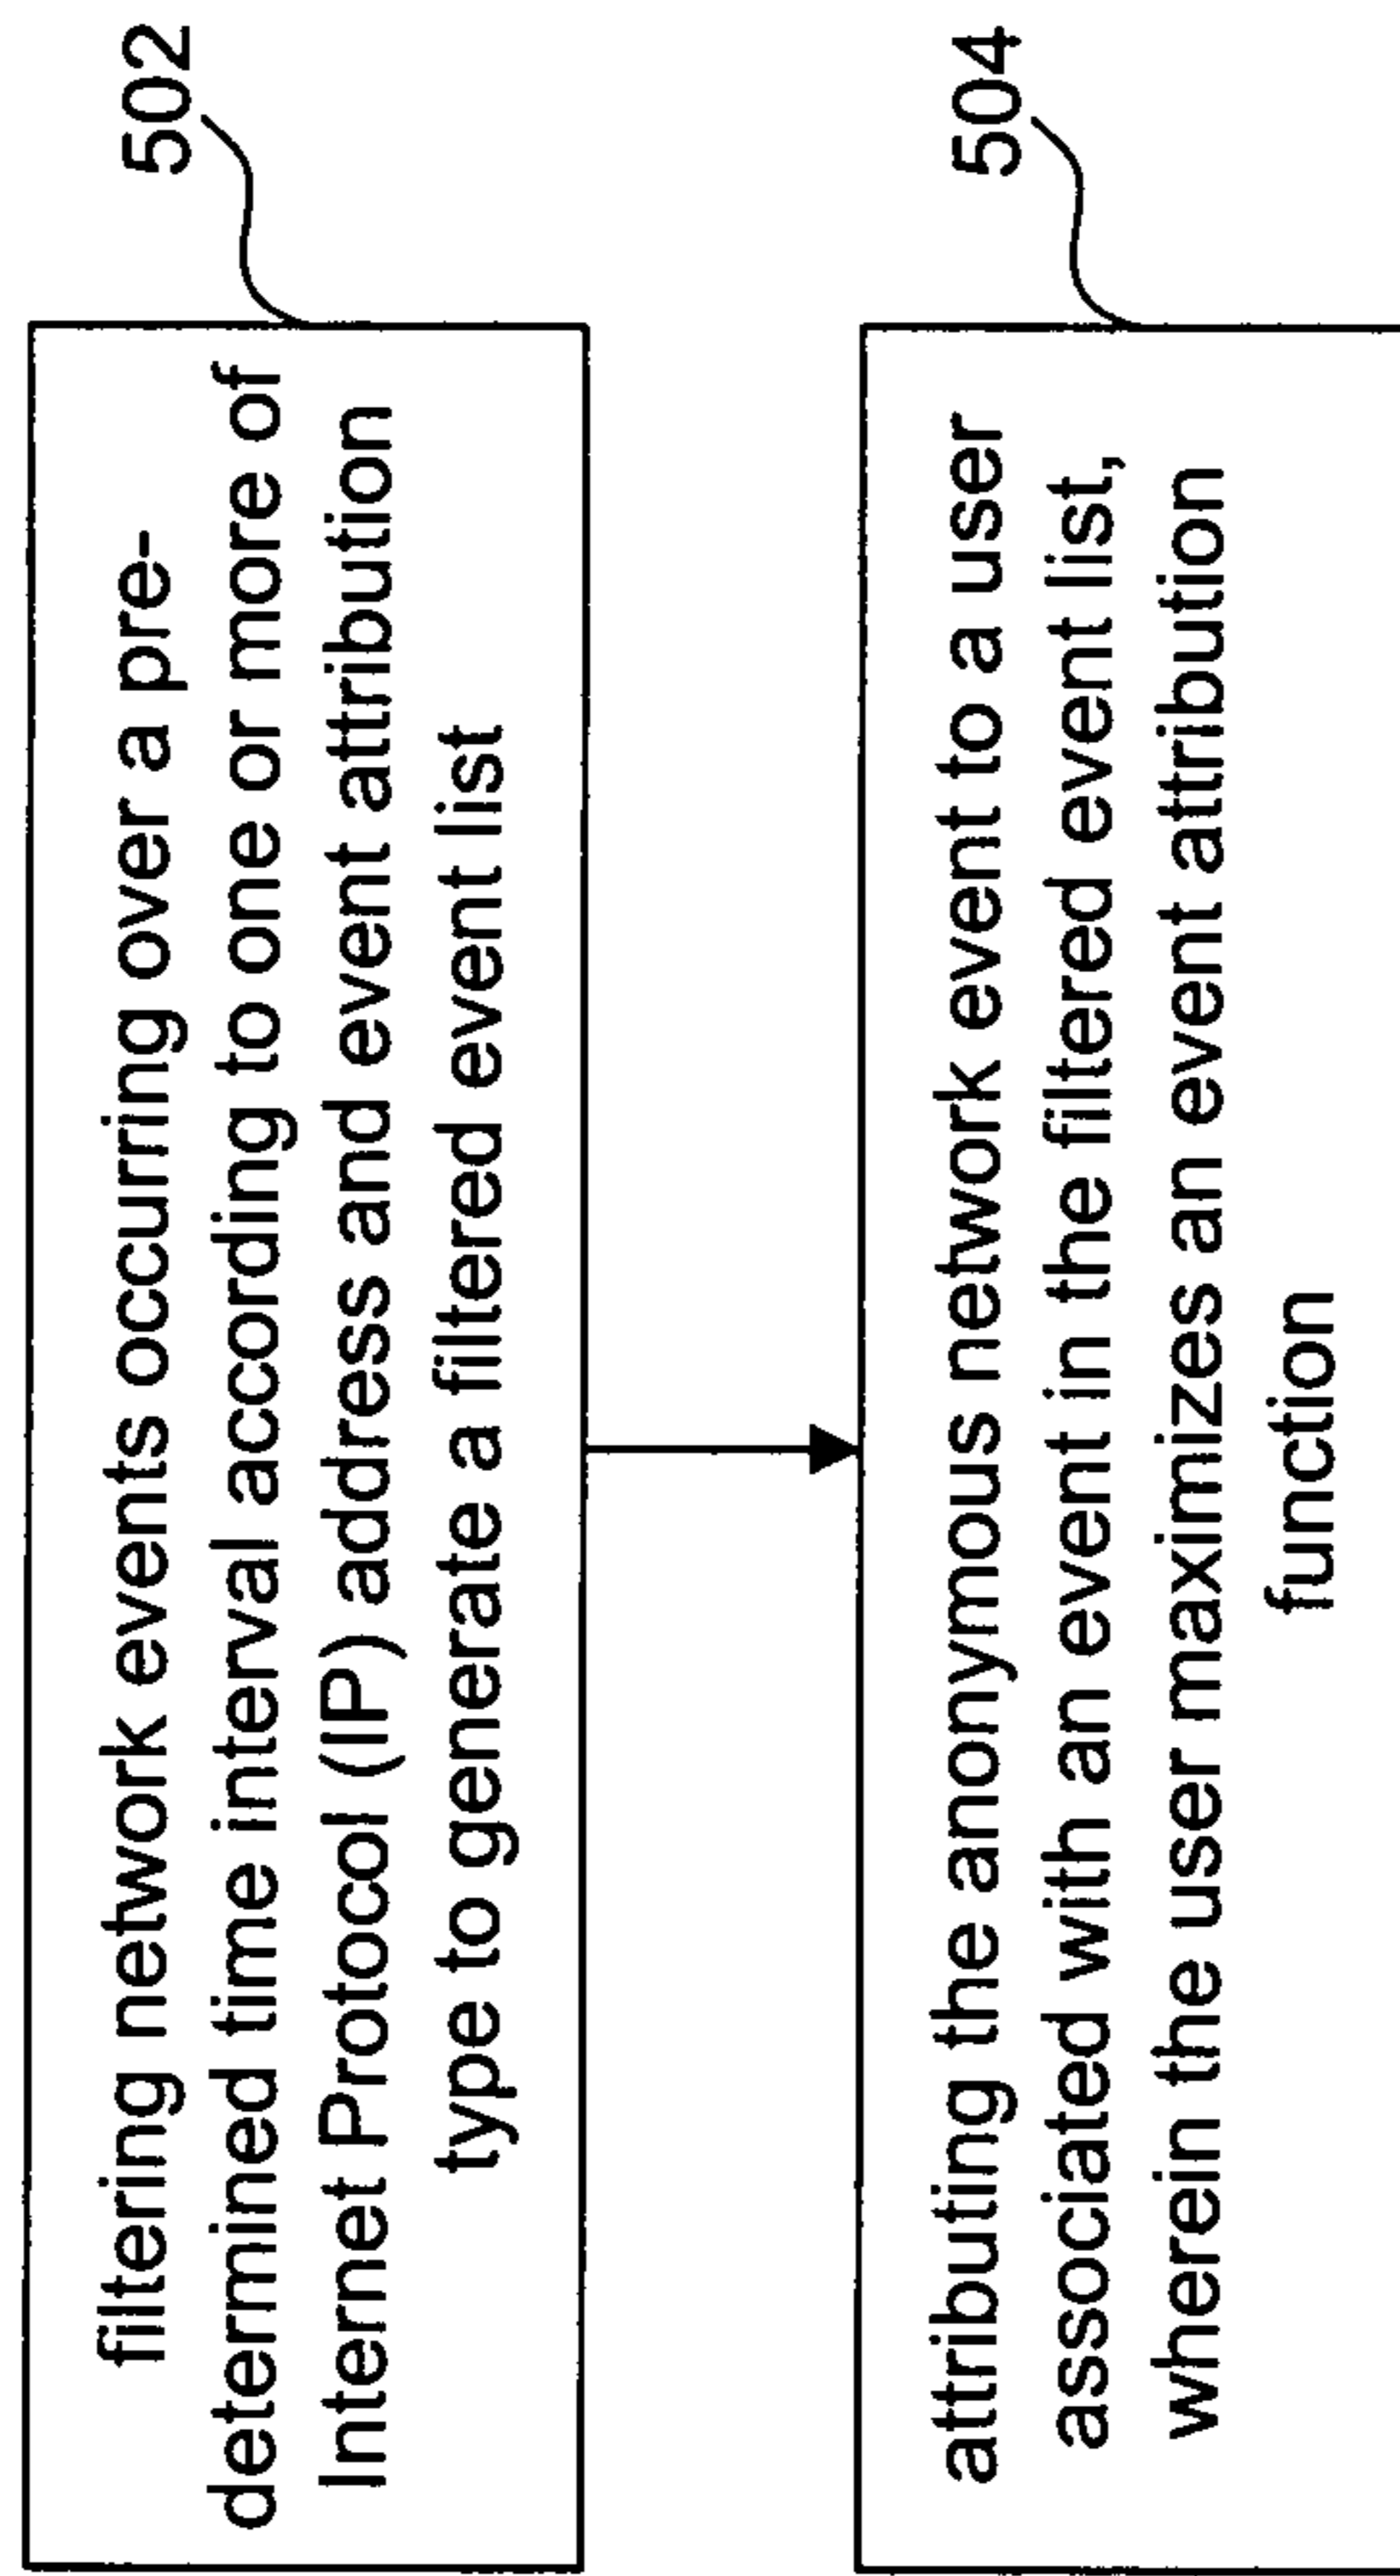 filtering network events occurring over a pre-
determined time interval according to one or more of
Internet Protocol (IP) address and event attribution
type to generate a filtered event list
502
attributing the anonymous network event to a user
associated with an event in the filtered event list,
wherein the user maximizes an event attribution
function
504